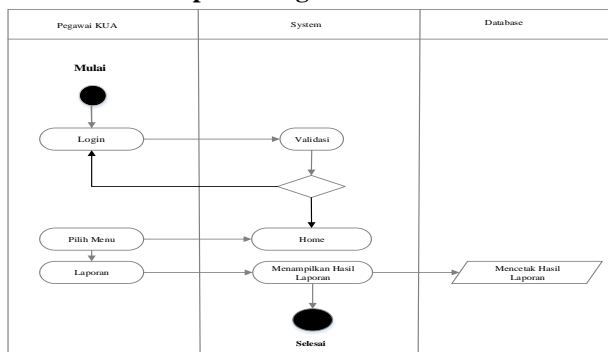 Pegawai KUA
System
Database
Mulai
Login
Validasi
Pilih Menu
Home
Laporan
Menampilkan Hasil
Laporan
Mencetak Hasil
Laporan
Selesai